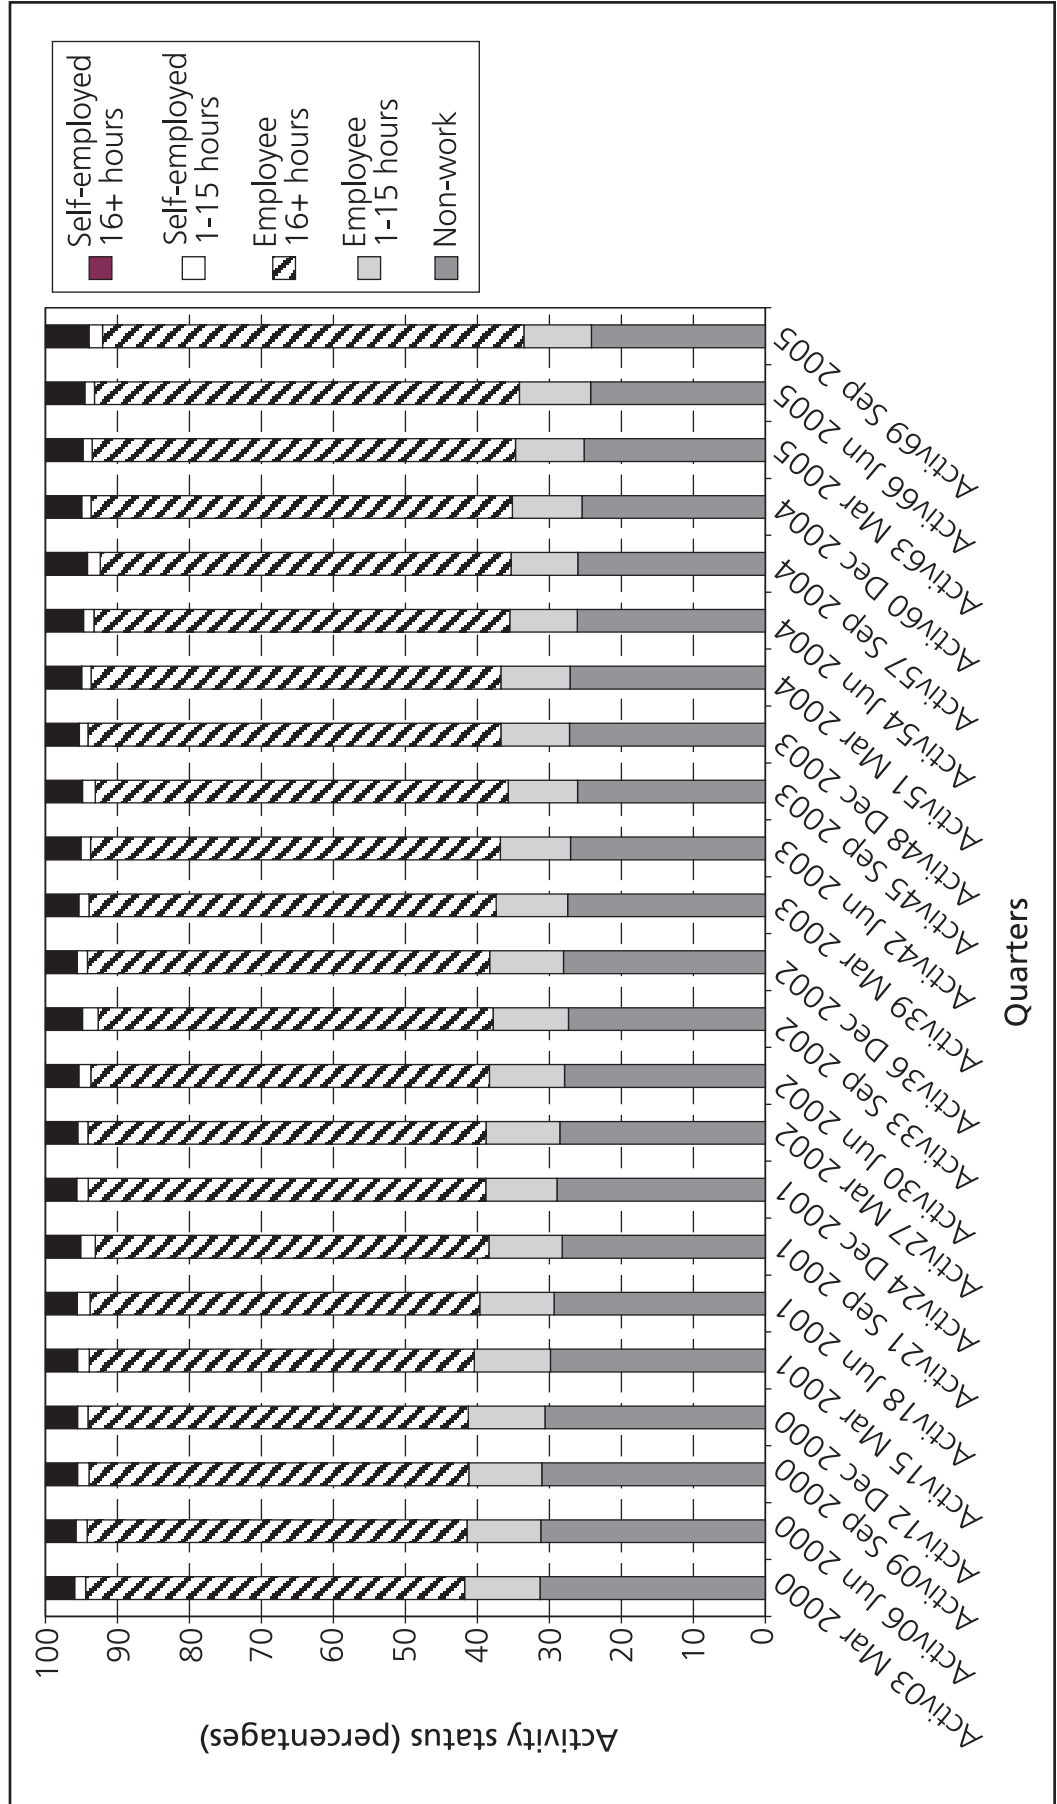 Self-employed
16+ hours
Self-employed
1-15 hours
Employee
16+ hours
Employee
1-15 hours
Non-work
Activity status (percentages)
100
90
80
70
60
50
40
30
20
10
0
Activ03 Mar 2000
Activ06 Jun 2000
Activ09 Sep 2000
Activ12 Dec 2000
Activ15 Mar 2001
Activ18 Jun 2001
Activ21 Sep 2001
Activ24 Dec 2001
Activ27 Mar 2002
Activ30 Jun 2002
Activ33 Sep 2002
Activ36 Dec 2002
Activ39 Mar 2003
Activ42 Jun 2003
Activ45 Sep 2003
Activ48 Dec 2003
Activ51 Mar 2004
Activ54 Jun 2004
Activ57 Sep 2004
Activ60 Dec 2004
Activ63 Mar 2005
Activ66 Jun 2005
Activ69 Sep 2005
Quarters